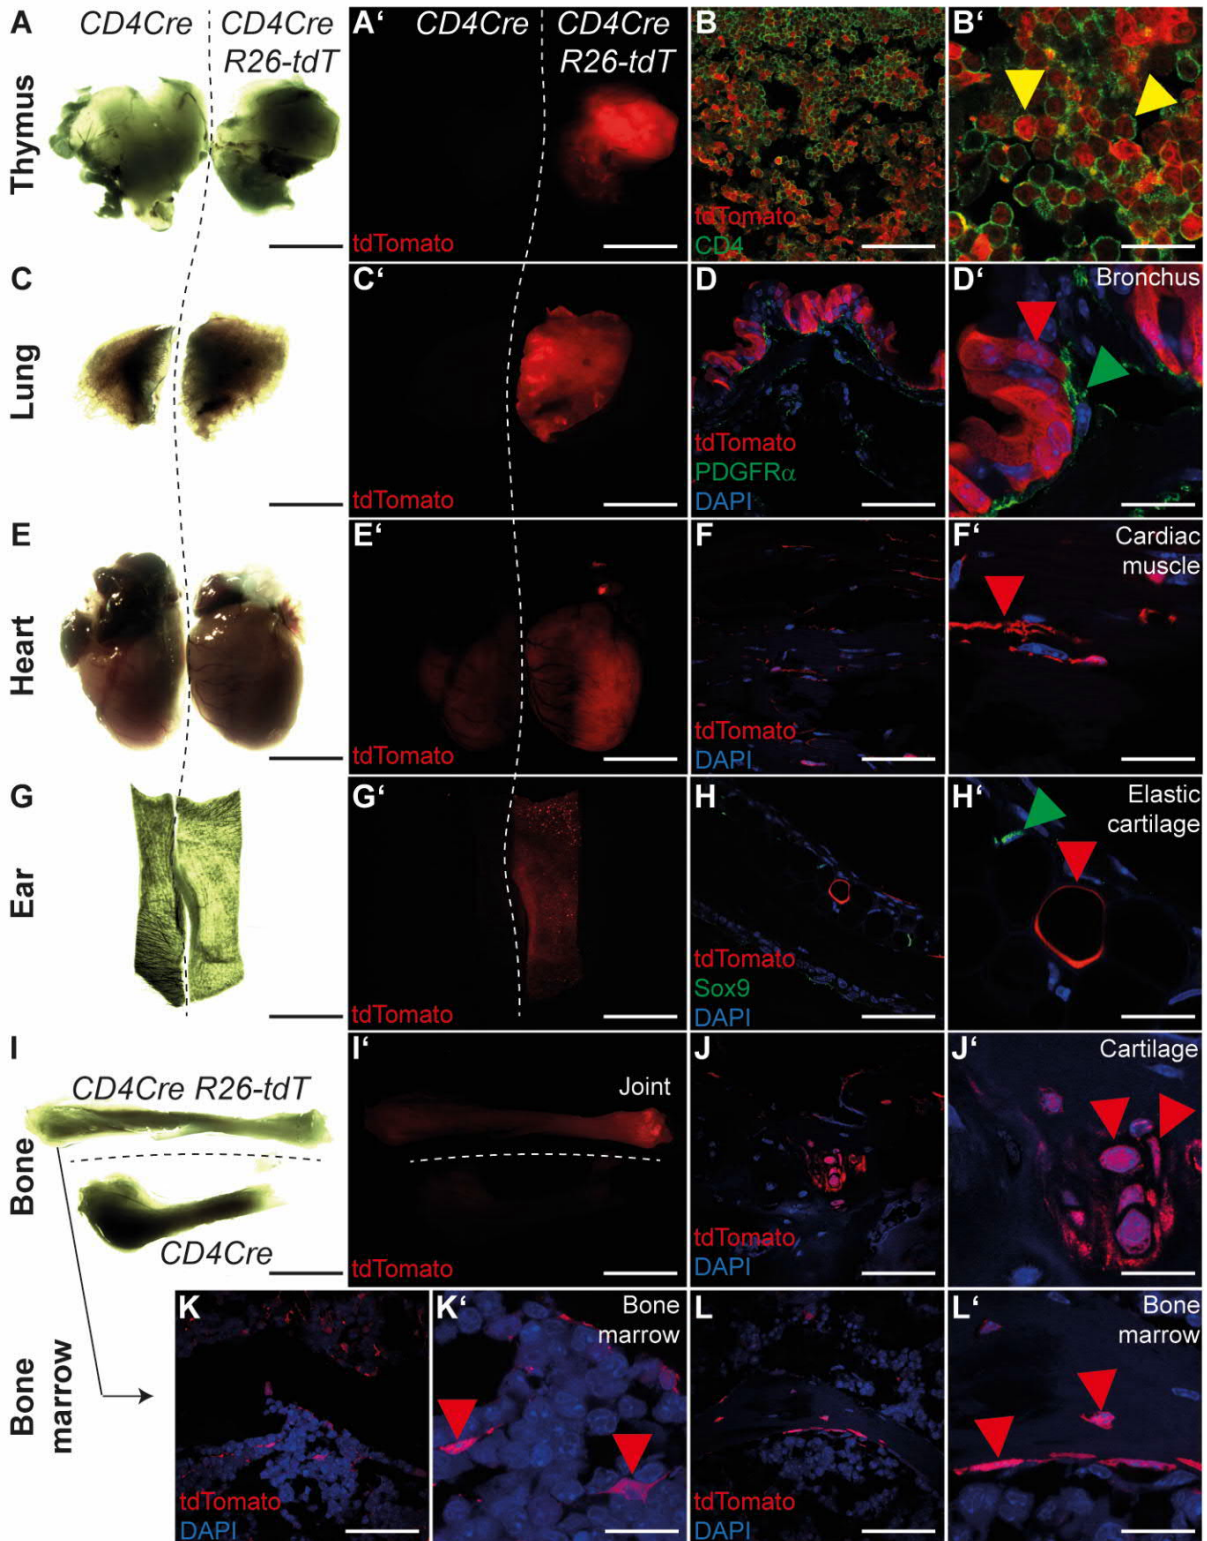 A
CD4Cre
CD4Cre
R26-tdT
Thymus
A‘
CD4Cre
CD4Cre
R26-tdT
tdTomato
B
tdTomato
CD4
B‘
C
Lung
C‘
tdTomato
D
tdTomato
PDGFRα
DAPI
D‘
Bronchus
E
Heart
E‘
tdTomato
F
tdTomato
DAPI
F‘
Cardiac
muscle
G
Ear
G‘
tdTomato
H
tdTomato
Sox9
DAPI
H‘
Elastic
cartilage
I
CD4Cre R26-tdT
Bone
CD4Cre
I‘
Joint
tdTomato
J
tdTomato
DAPI
J‘
Cartilage
Bone
marrow
K
tdTomato
DAPI
K‘
Bone
marrow
L
tdTomato
DAPI
L‘
Bone
marrow